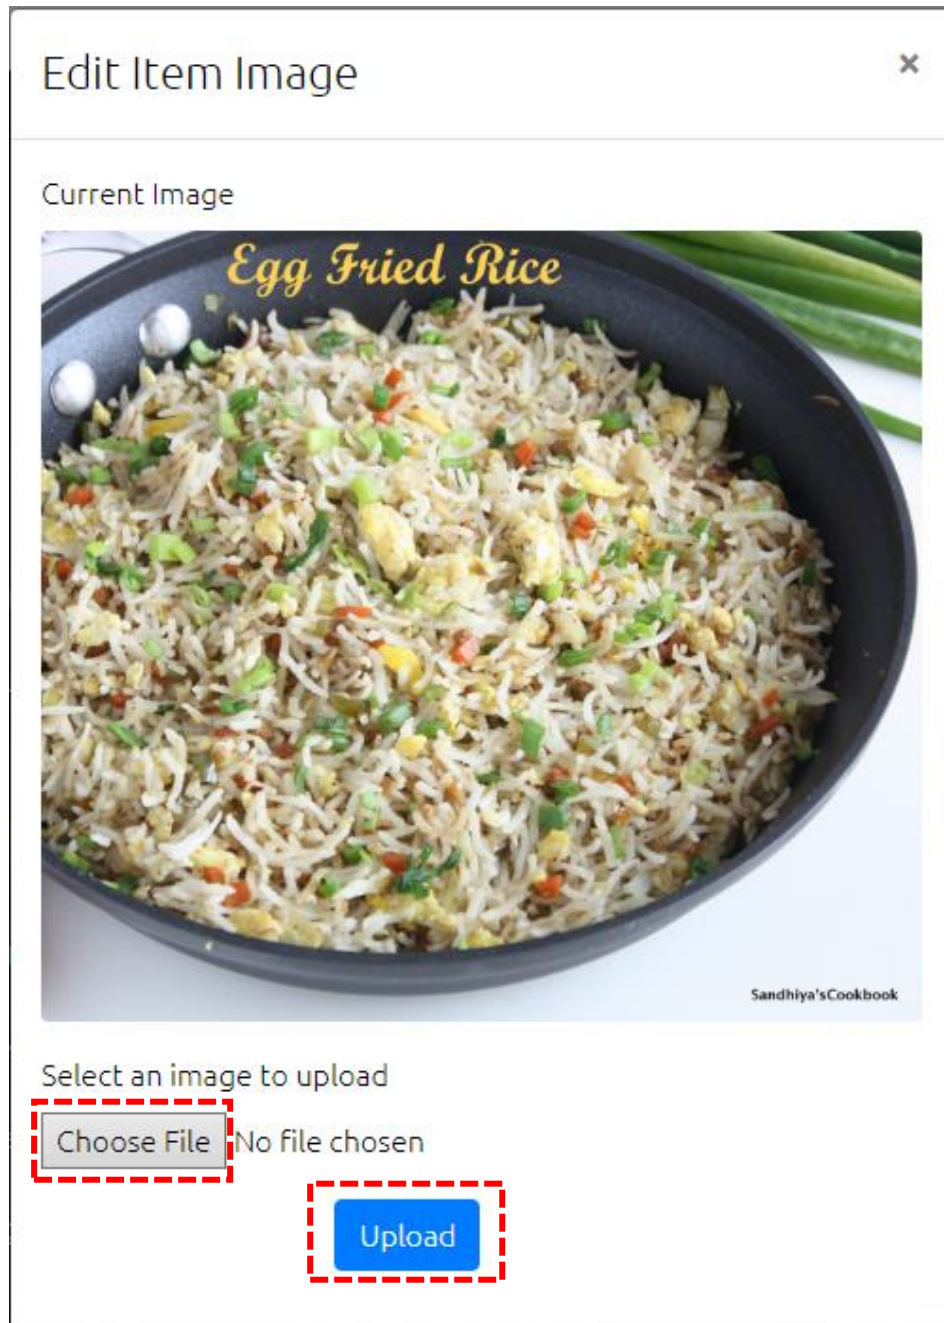 Edit Item Image ×
Current Image
Egg Fried Rice
Sandhiya'sCookbook
Select an image to upload
Choose File No file chosen
Upload